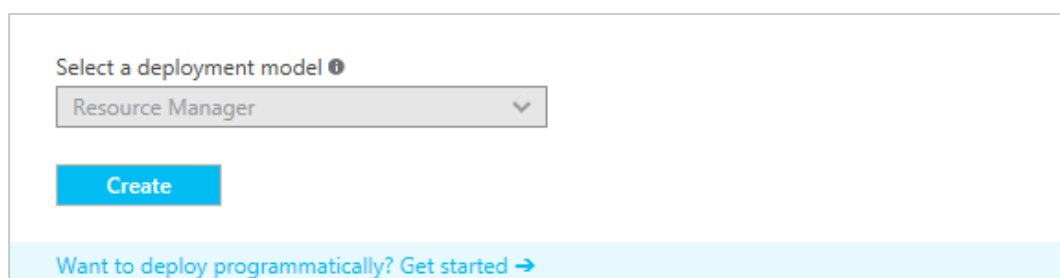 Select a deployment model
Resource Manager
Create
Want to deploy programmatically? Get started →